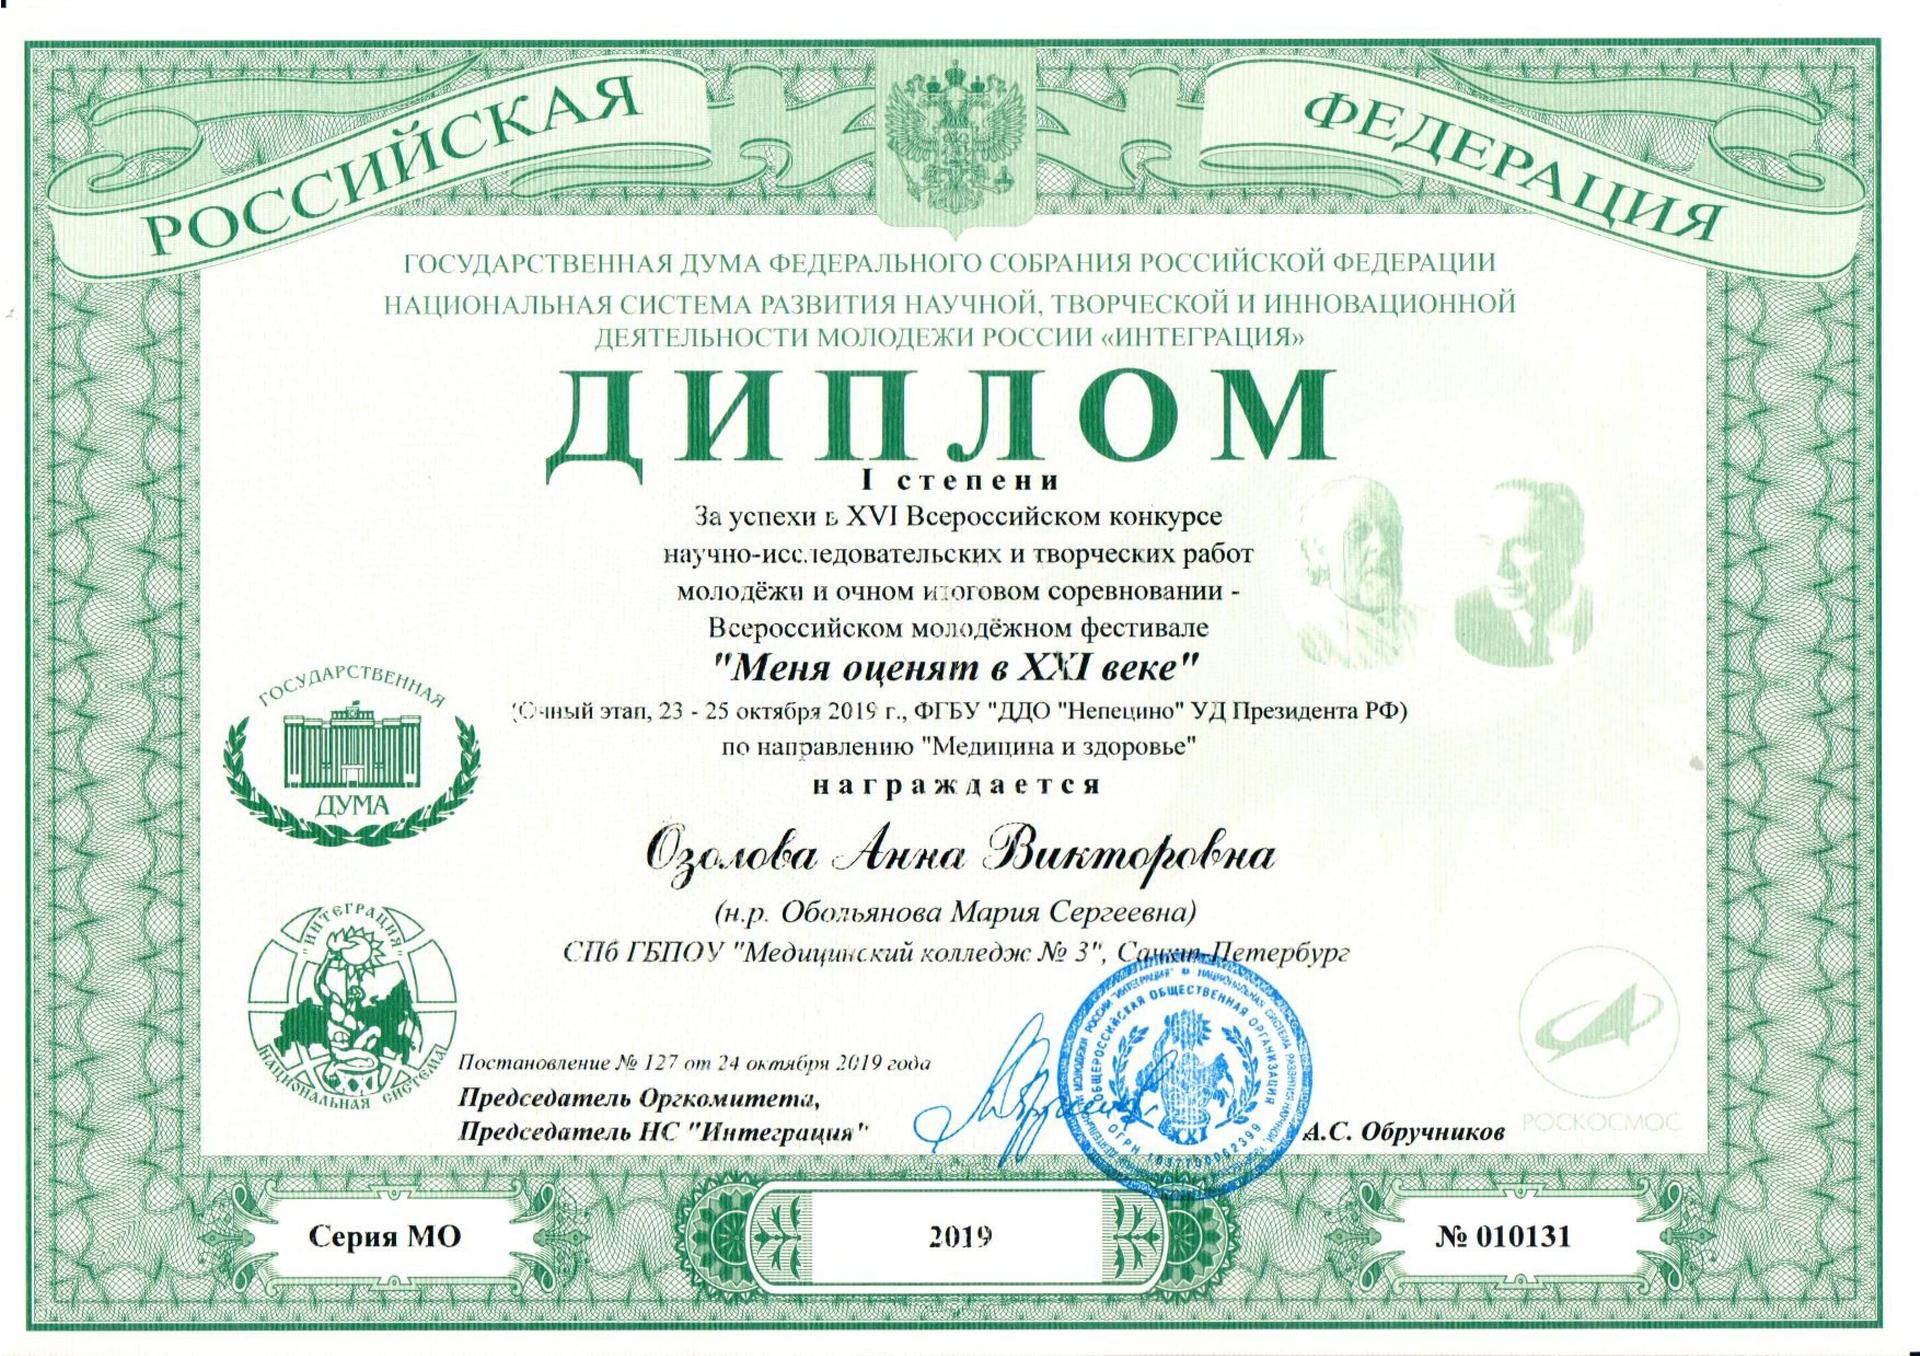 РОССИЙСКАЯ ФЕДЕРАЦИЯ
ГОСУДАРСТВЕННАЯ ДУМА ФЕДЕРАЛЬНОГО СОБРАНИЯ РОССИЙСКОЙ ФЕДЕРАЦИИ
НАЦИОНАЛЬНАЯ СИСТЕМА РАЗВИТИЯ НАУЧНОЙ, ТВОРЧЕСКОЙ И ИННОВАЦИОННОЙ
ДЕЯТЕЛЬНОСТИ МОЛОДЕЖИ РОССИИ «ИНТЕГРАЦИЯ»
ДИПЛОМ
I степени
За успехи в XVI Всероссийском конкурсе
научно-исследовательских и творческих работ
молодёжи и очном итоговом соревновании -
Всероссийском молодёжном фестивале
"Меня оценят в XXI веке"
(Очный этап, 23 - 25 октября 2019 г., ФГБУ "ДДО "Непецино" УД Президента РФ)
по направлению "Медицина и здоровье"
награждается
Озолова Анна Викторовна
(н.р. Обольянова Мария Сергеевна)
СПб ГБПОУ "Медицинский колледж № 3", Санкт-Петербург
ГОСУДАРСТВЕННАЯ
ДУМА
"ИНТЕГРАЦИЯ"
НАЦИОНАЛЬНАЯ СИСТЕМА
Постановление № 127 от 24 октября 2019 года
Председатель Оргкомитета,
Председатель НС "Интеграция"
А.С. Обручников
ОБЩЕРОССИЙСКАЯ ОБЩЕСТВЕННАЯ ОРГАНИЗАЦИЯ
XXI
РОСКОСМОС
Серия МО
2019
№ 010131